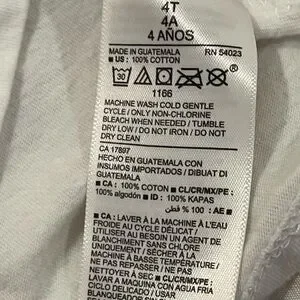 4T
4A
4 AÑOS
MADE IN GUATEMALA RN 54023
■ US : 100% COTTON
30
1166
MACHINE WASH COLD GENTLE
CYCLE / ONLY NON-CHLORINE
BLEACH WHEN NEEDED / TUMBLE
DRY LOW / DO NOT IRON / DO NOT
DRY CLEAN
CA 17897
HECHO EN GUATEMALA CON
INSUMOS IMPORTADOS / DIBUAT DI
GUATEMALA
■ CA : 100% COTON ■ CL/CR/MX/PE :
100% algodón ■ ID : 100% KAPAS
■ AE : 100 % قطن
■ CA : LAVER À LA MACHINE À L'EAU
FROIDE AU CYCLE DÉLICAT /
UTILISER AU BESOIN UN AGENT DE
BLANCHIMENT SANS CHLORE /
SÉCHER À LA MACHINE À
BASSE TEMPÉRATURE /
NE PAS REPASSER / NE PAS
NETTOYER À SEC ■ CL/CR/MX/PE :
LAVAR A MAQUINA CON AGUA FRIA
CICLO DELICADO / USAR
BLANQUEADOR SIN